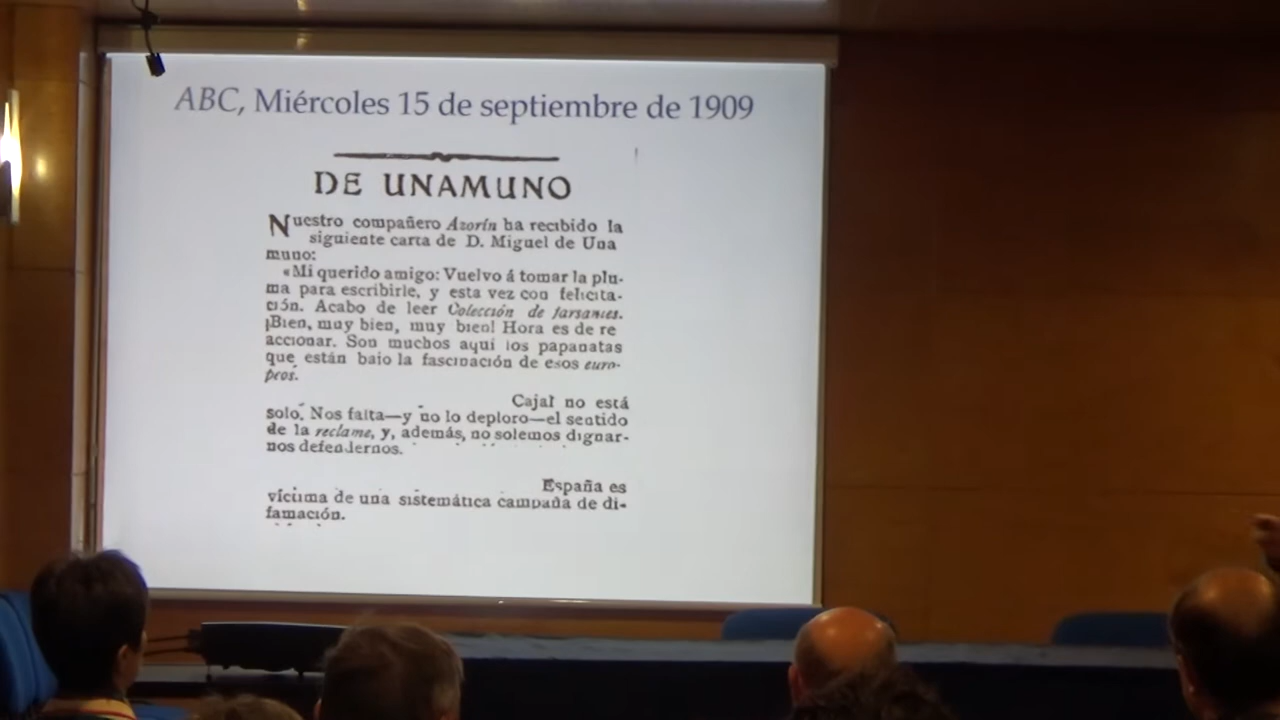 ABC, Miércoles 15 de septiembre de 1909
DE UNAMUNO
Nuestro compañero Azorín ha recibido la
siguiente carta de D. Miguel de Una
muno:
«Mi querido amigo: Vuelvo á tomar la plu-
ma para escribirle, y esta vez con felicita-
ción. Acabo de leer Colección de farsantes.
¡Bien, muy bien, muy bien! Hora es de re
accionar. Son muchos aquí los papanatas
que están bajo la fascinación de esos euro-
peos.
Cajal no está
solo. Nos falta—y no lo deploro—el sentido
de la reclame, y, además, no solemos dignar-
nos defendernos.
España es
víctima de una sistemática campaña de di-
famación.